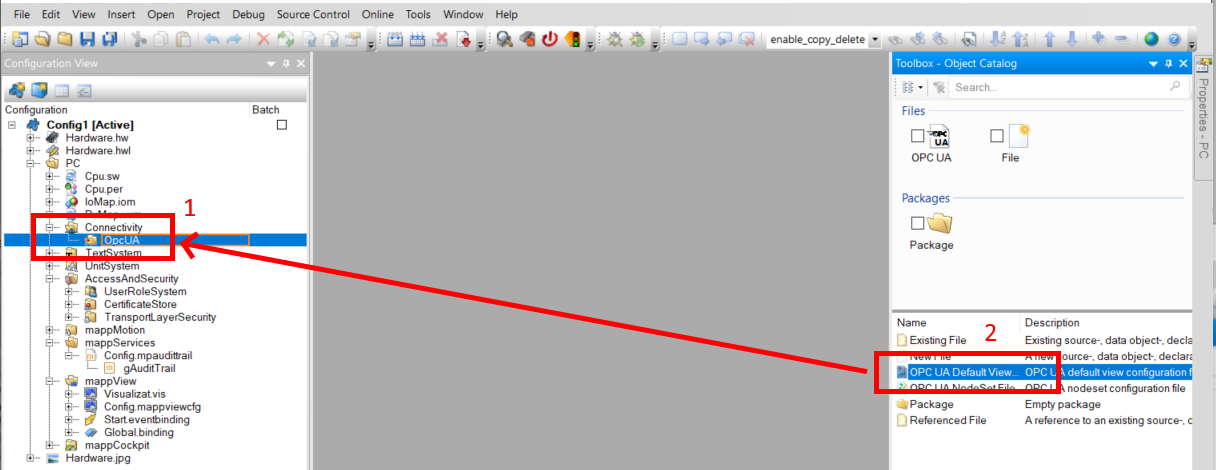 File Edit View Insert Open Project Debug Source Control Online Tools Window Help
enable_copy_delete
Configuration View
Configuration Batch
Config1 [Active]
Hardware.hw
Hardware.hwl
PC
Cpu.sw
Cpu.per
IoMap.iom
Connectivity
OpcUA
TextSystem
UnitSystem
AccessAndSecurity
UserRoleSystem
CertificateStore
TransportLayerSecurity
mappMotion
mappServices
Config.mpaudittrail
gAuditTrail
mappView
Visualizat.vis
Config.mappviewcfg
Start.eventbinding
Global.binding
mappCockpit
Hardware.jpg
1
Toolbox - Object Catalog
Search...
Files
OPC UA File
Packages
Package
Name Description
Existing File Existing source-, data object-, decla
New File A new source-, data object-, declara
OPC UA Default View... OPC UA default view configuration f
OPC UA NodeSet File OPC UA nodeset configuration file
Package Empty package
Referenced File A reference to an existing source-, c
2
Properties - PC